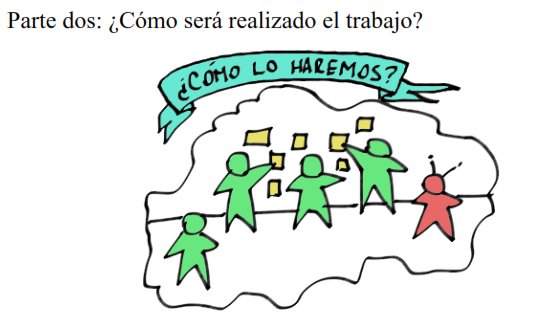 Parte dos: ¿Cómo será realizado el trabajo?
¿CÓMO LO HAREMOS?